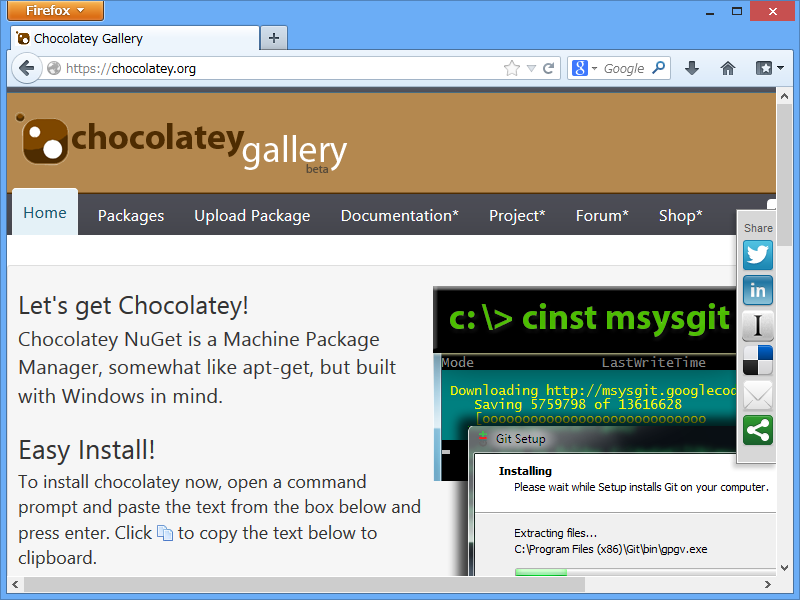 Firefox
Chocolatey Gallery
https://chocolatey.org
Google
chocolatey
gallery
beta
Home Packages Upload Package Documentation* Project* Forum* Shop*
Share
Let's get Chocolatey!
Chocolatey NuGet is a Machine Package
Manager, somewhat like apt-get, but built
with Windows in mind.
Easy Install!
To install chocolatey now, open a command
prompt and paste the text from the box below and
press enter. Click to copy the text below to
clipboard.
c:\> cinst msysgit
Mode LastWriteTime
Downloading http://msysgit.googlecod
Saving 5759798 of 13616628
[oooooooooooooooooooooooooooo
Git Setup
Installing
Please wait while Setup installs Git on your computer.
Extracting files...
C:\Program Files (x86)\Git\bin\gpgv.exe